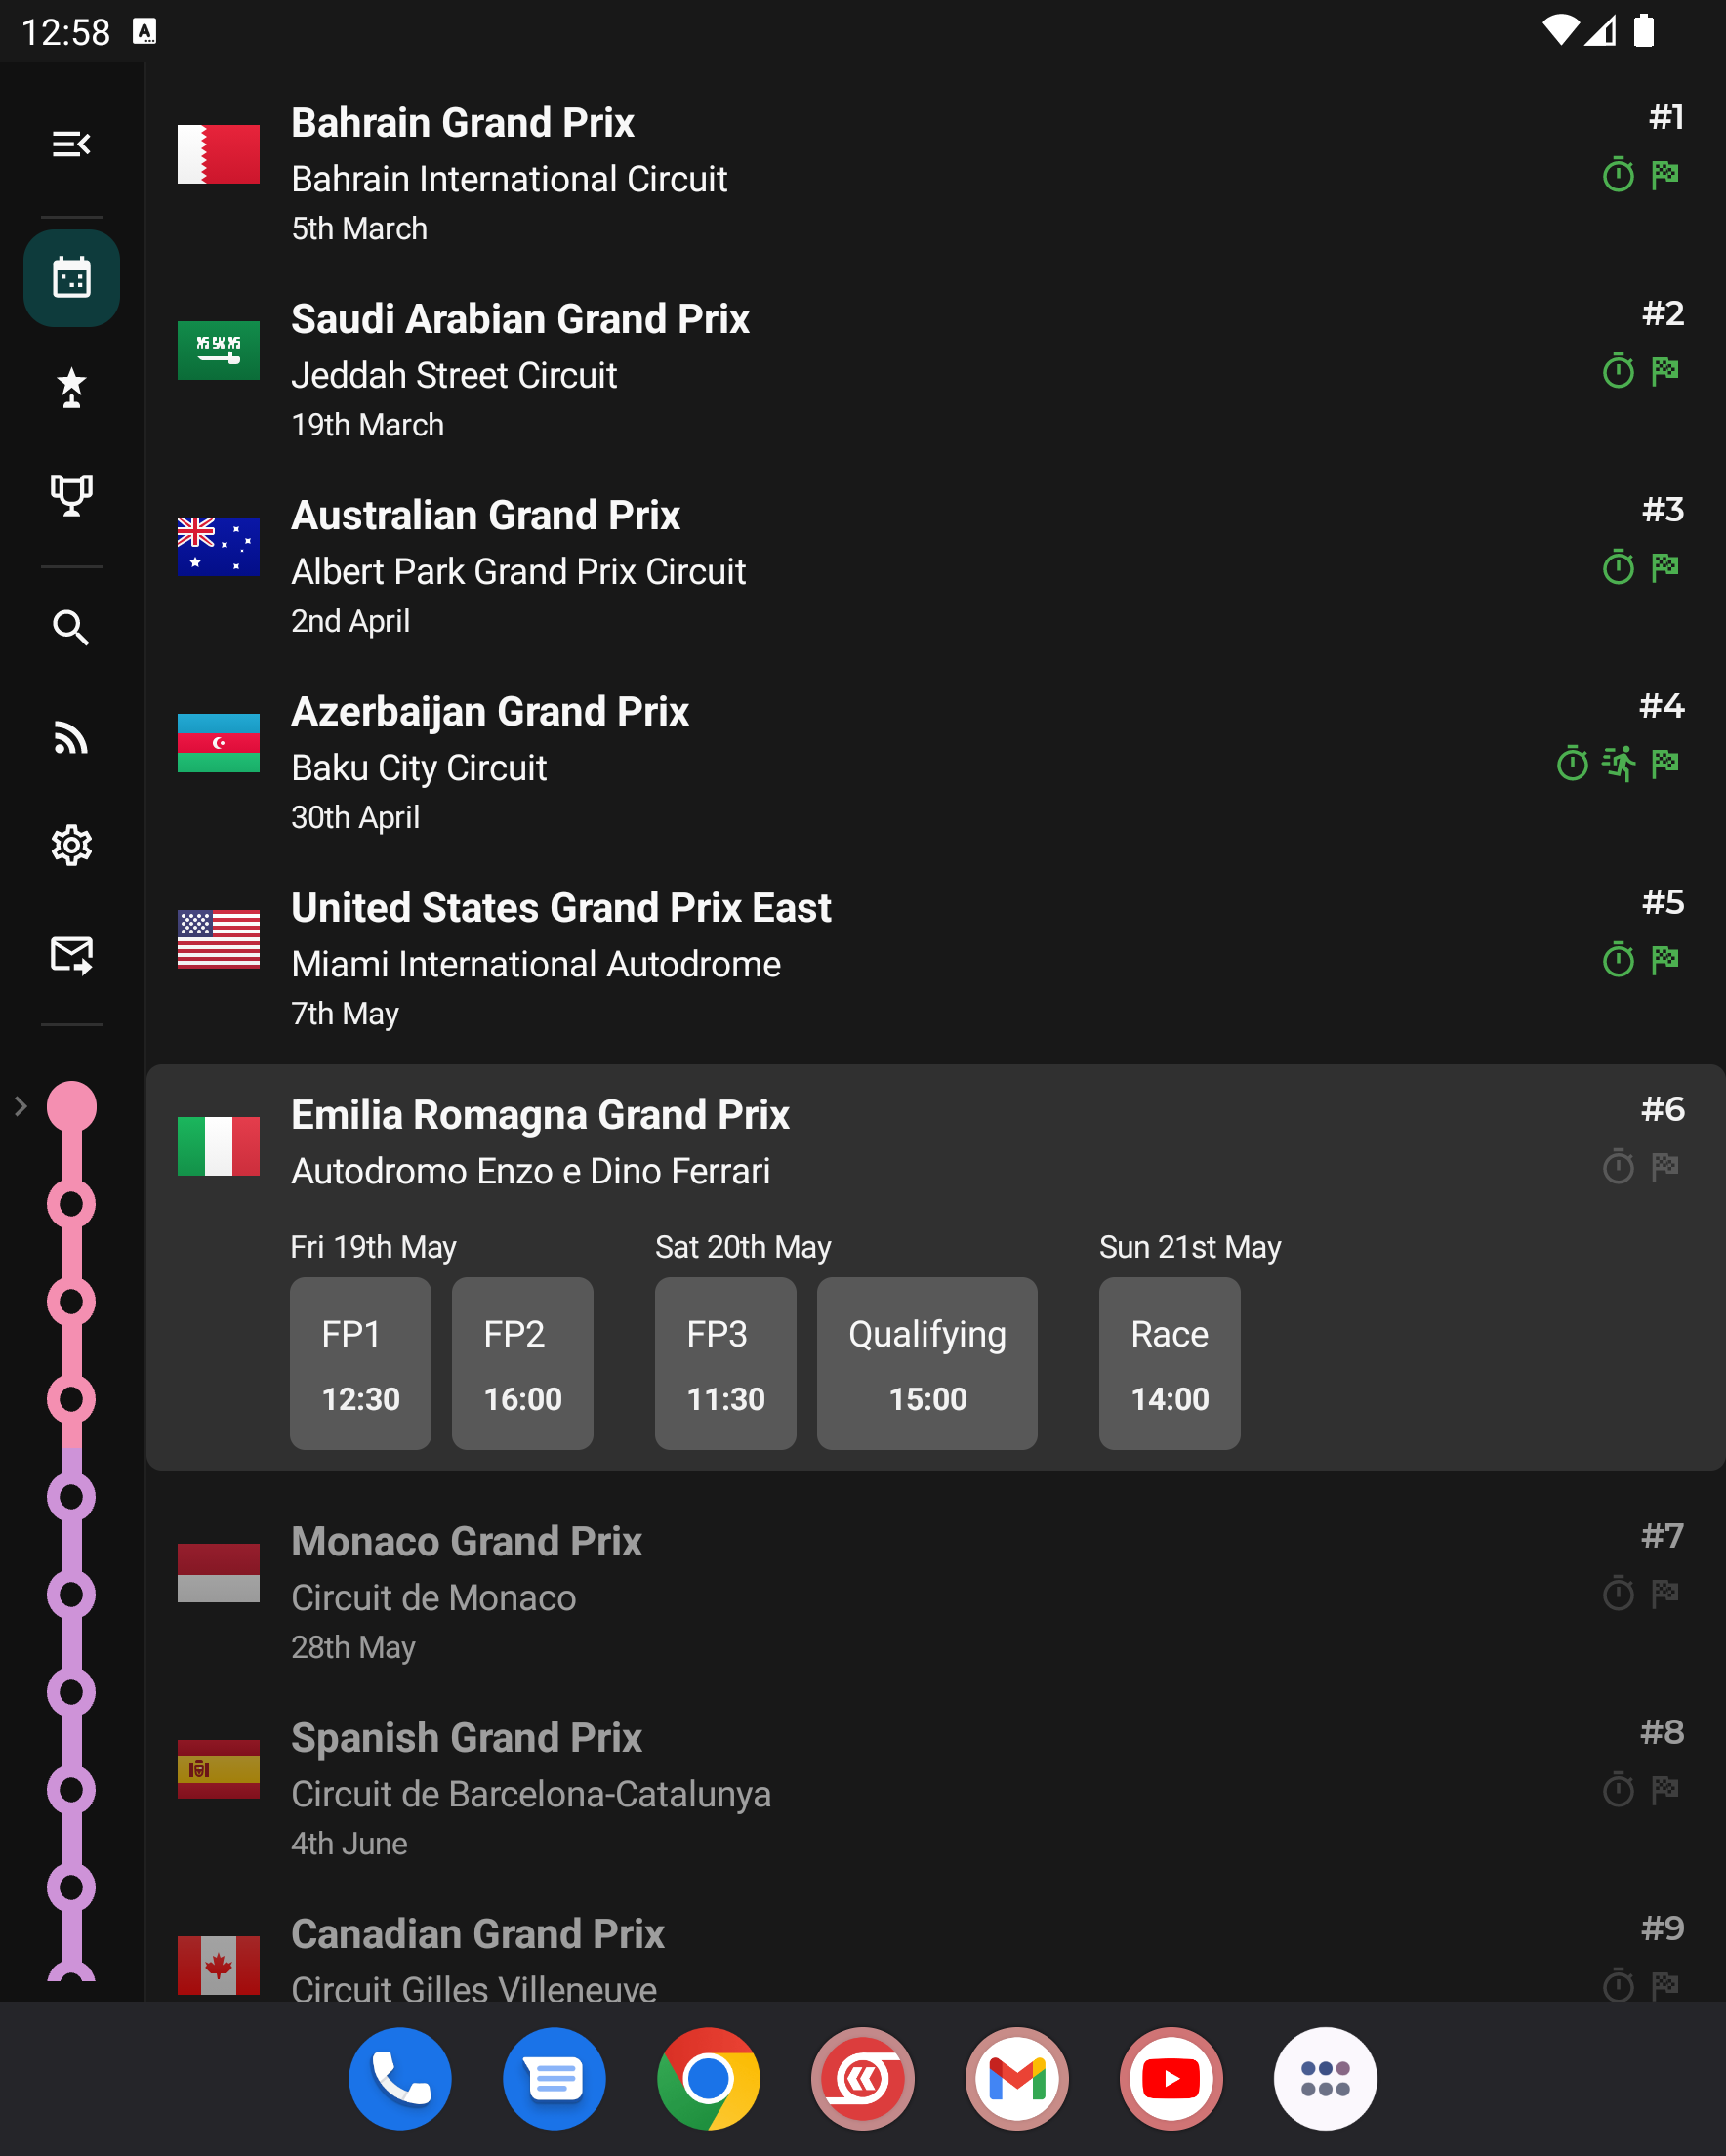 12:58
Bahrain Grand Prix
#1
Bahrain International Circuit
5th March
Saudi Arabian Grand Prix
#2
Jeddah Street Circuit
19th March
Australian Grand Prix
#3
Albert Park Grand Prix Circuit
2nd April
Azerbaijan Grand Prix
#4
Baku City Circuit
30th April
United States Grand Prix East
#5
Miami International Autodrome
7th May
Emilia Romagna Grand Prix
#6
Autodromo Enzo e Dino Ferrari
Fri 19th May Sat 20th May Sun 21st May
FP1 FP2 FP3 Qualifying Race
12:30 16:00 11:30 15:00 14:00
Monaco Grand Prix
#7
Circuit de Monaco
28th May
Spanish Grand Prix
#8
Circuit de Barcelona-Catalunya
4th June
Canadian Grand Prix
#9
Circuit Gilles Villeneuve